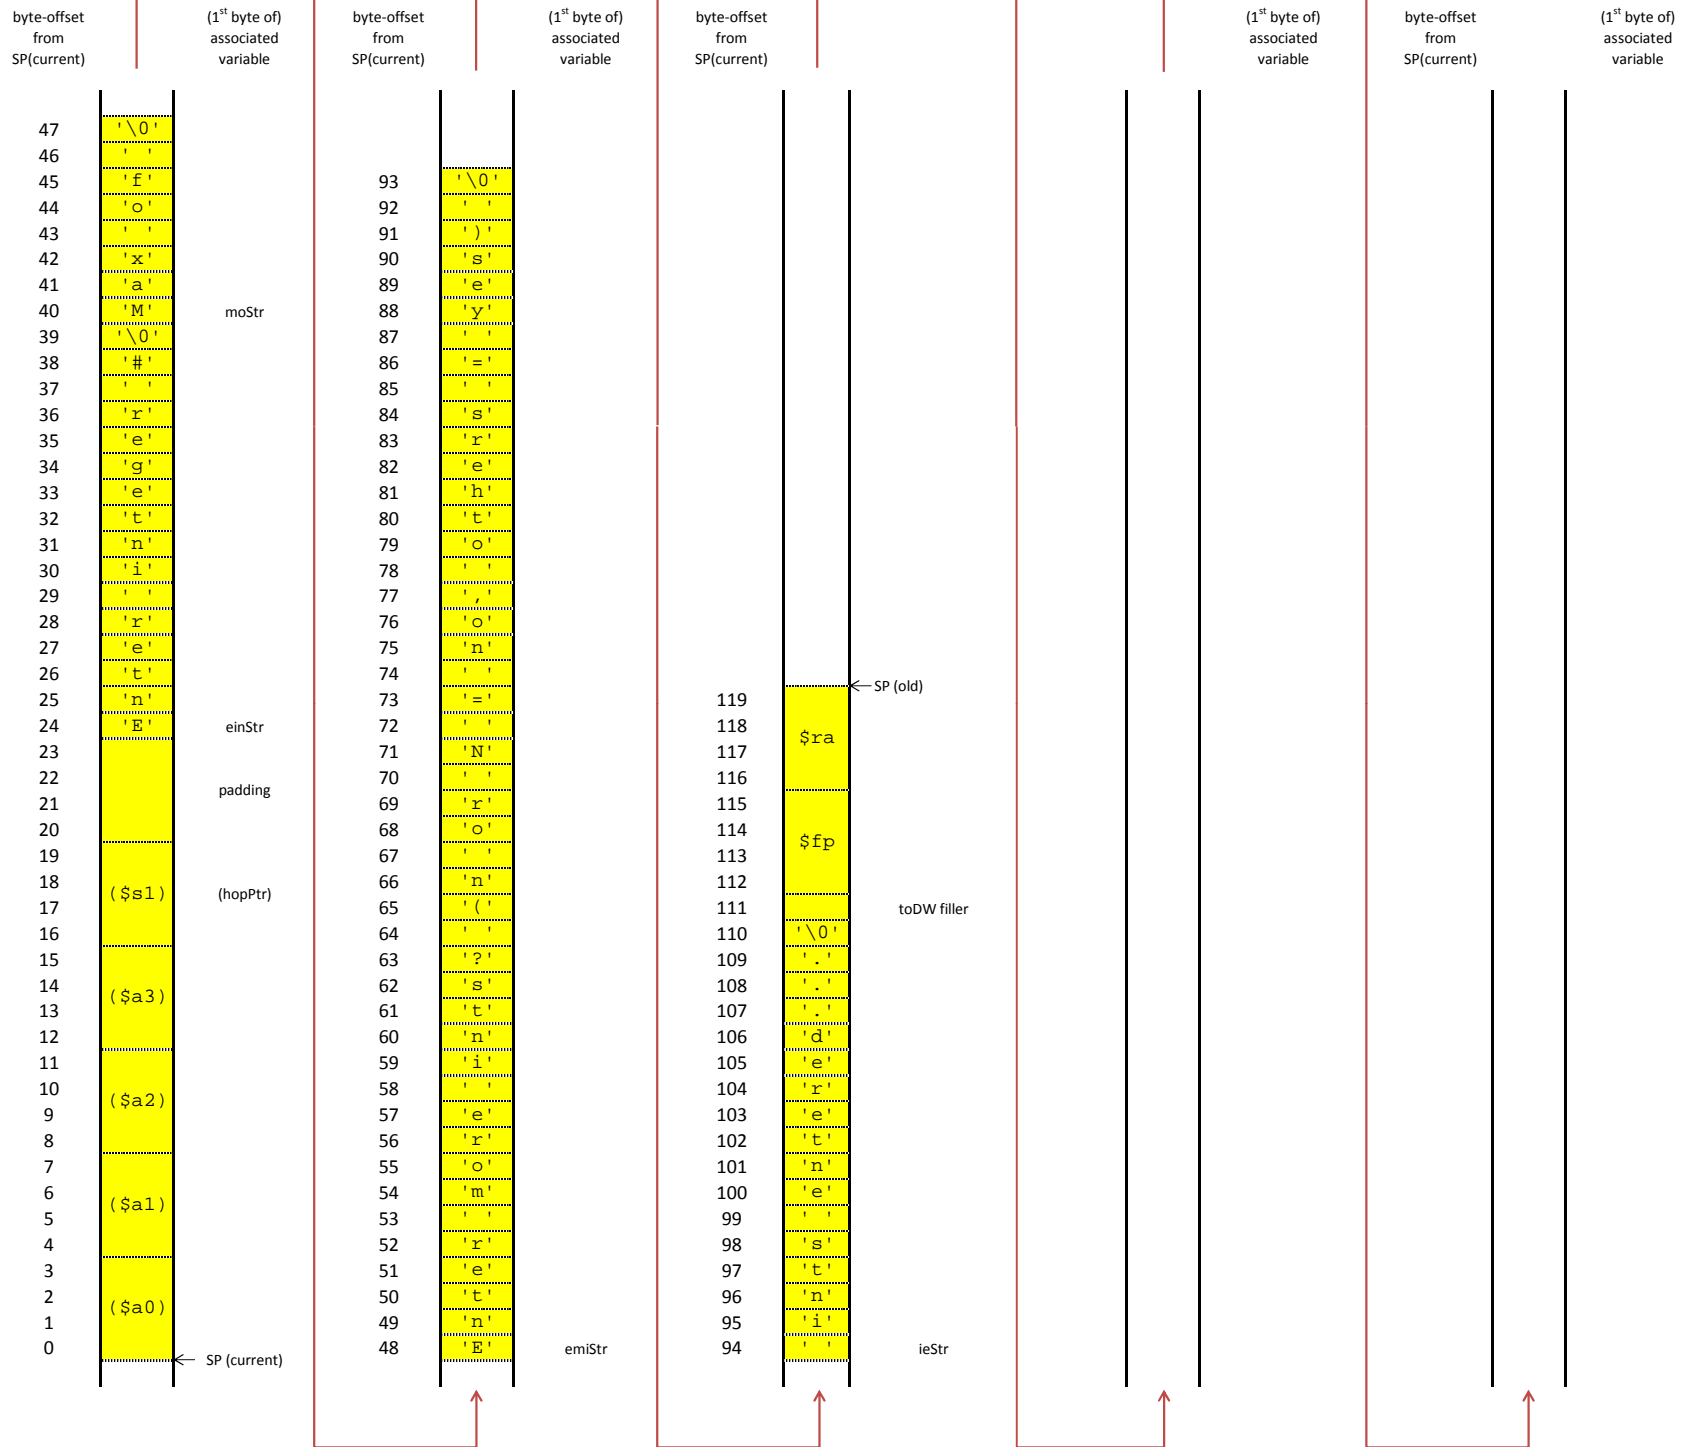 byte-offset
from
SP(current)
(1st byte of)
associated
variable
47 '\0'
46 ' '
45 'f'
44 'o'
43 ' '
42 'x'
41 'a'
40 'M' moStr
39 '\0'
38 '#'
37 ' '
36 'r'
35 'e'
34 'g'
33 'e'
32 't'
31 'n'
30 'i'
29 ' '
28 'r'
27 'e'
26 't'
25 'n'
24 'E' einStr
23
22
padding
21
20
19
18
($s1) (hopPtr)
17
16
15
14
($a3)
13
12
11
10
($a2)
9
8
7
6
($a1)
5
4
3
2
($a0)
1
0
SP (current)
byte-offset
from
SP(current)
(1st byte of)
associated
variable
93 '\0'
92 ' '
91 ')'
90 's'
89 'e'
88 'y'
87 ' '
86 '='
85 ' '
84 's'
83 'r'
82 'e'
81 'h'
80 't'
79 'o'
78 ' '
77 ','
76 'o'
75 'n'
74 ' '
73 '='
72 ' '
71 'N'
70 ' '
69 'r'
68 'o'
67 ' '
66 'n'
65 '('
64 ' '
63 '?'
62 's'
61 't'
60 'n'
59 'i'
58 ' '
57 'e'
56 'r'
55 'o'
54 'm'
53 ' '
52 'r'
51 'e'
50 't'
49 'n'
48 'E' emiStr
byte-offset
from
SP(current)
SP (old)
119
118
$ra
117
116
115
114
$fp
113
112
111 toDW filler
110 '\0'
109 '.'
108 '.'
107 '.'
106 'd'
105 'e'
104 'r'
103 'e'
102 't'
101 'n'
100 'e'
99 ' '
98 's'
97 't'
96 'n'
95 'i'
94 ' ' ieStr
(1st byte of)
associated
variable
byte-offset
from
SP(current)
(1st byte of)
associated
variable